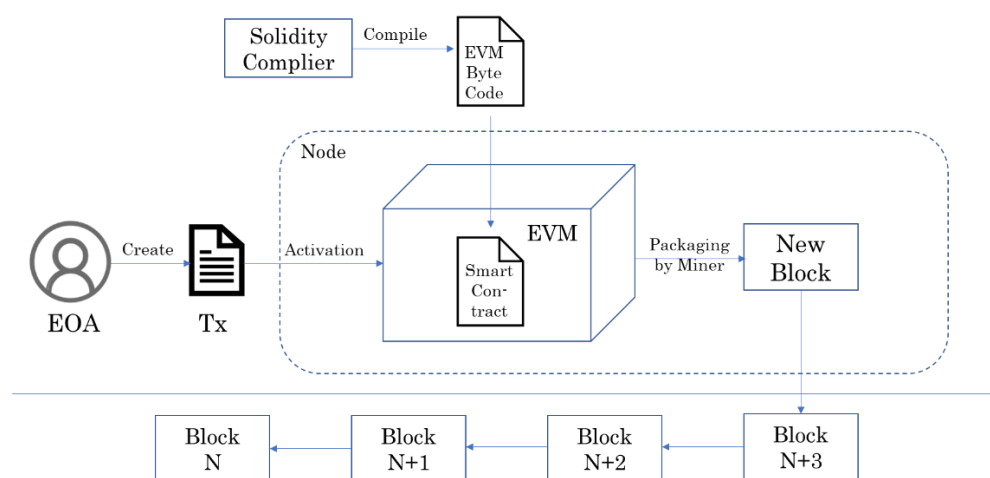 Solidity
Complier
Compile
EVM
Byte
Code
Node
EVM
Smart
Con-
tract
Create
Activation
EOA
Tx
Packaging
by Miner
New
Block
Block
N
Block
N+1
Block
N+2
Block
N+3